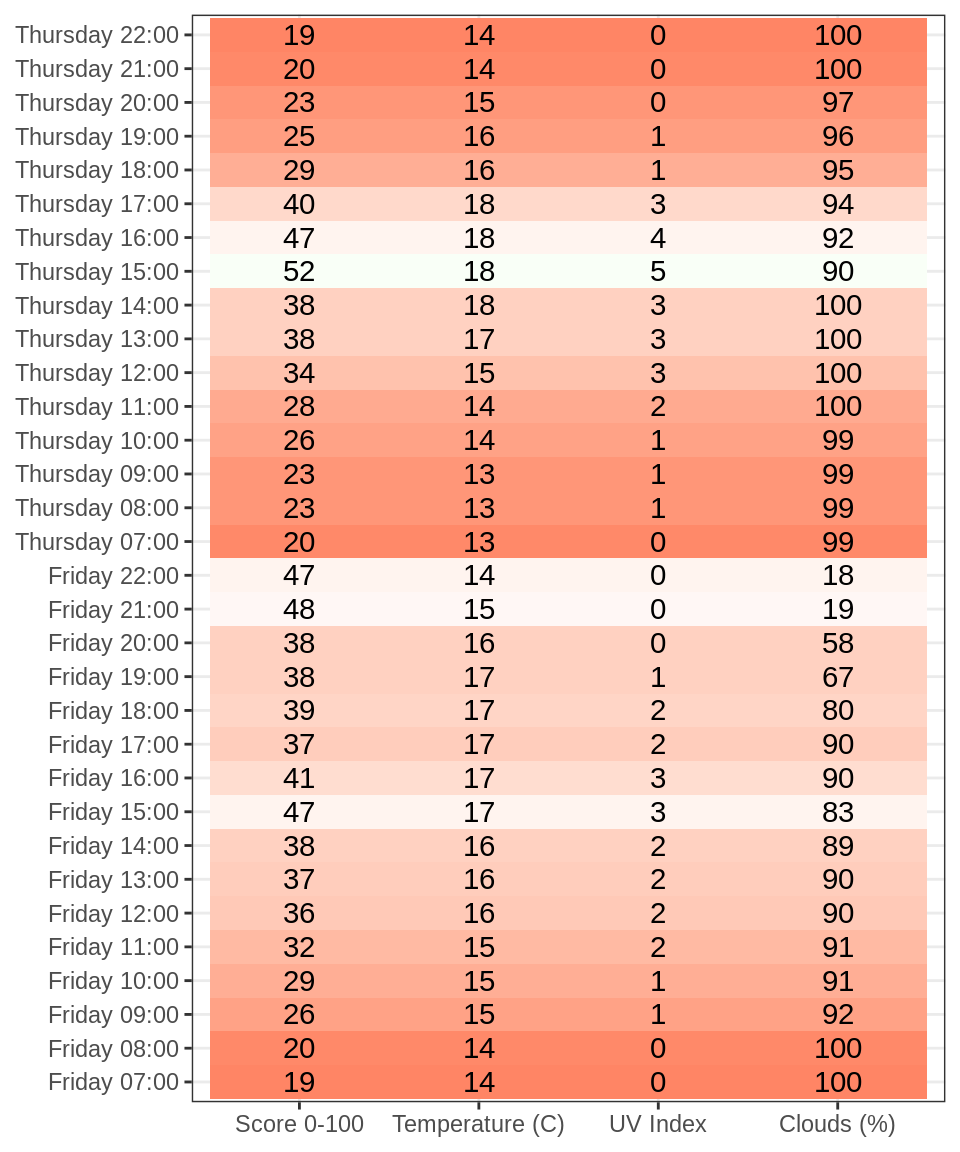 Thursday 22:00 19 14 0 100
Thursday 21:00 20 14 0 100
Thursday 20:00 23 15 0 97
Thursday 19:00 25 16 1 96
Thursday 18:00 29 16 1 95
Thursday 17:00 40 18 3 94
Thursday 16:00 47 18 4 92
Thursday 15:00 52 18 5 90
Thursday 14:00 38 18 3 100
Thursday 13:00 38 17 3 100
Thursday 12:00 34 15 3 100
Thursday 11:00 28 14 2 100
Thursday 10:00 26 14 1 99
Thursday 09:00 23 13 1 99
Thursday 08:00 23 13 1 99
Thursday 07:00 20 13 0 99
Friday 22:00 47 14 0 18
Friday 21:00 48 15 0 19
Friday 20:00 38 16 0 58
Friday 19:00 38 17 1 67
Friday 18:00 39 17 2 80
Friday 17:00 37 17 2 90
Friday 16:00 41 17 3 90
Friday 15:00 47 17 3 83
Friday 14:00 38 16 2 89
Friday 13:00 37 16 2 90
Friday 12:00 36 16 2 90
Friday 11:00 32 15 2 91
Friday 10:00 29 15 1 91
Friday 09:00 26 15 1 92
Friday 08:00 20 14 0 100
Friday 07:00 19 14 0 100
Score 0-100 Temperature (C) UV Index Clouds (%)